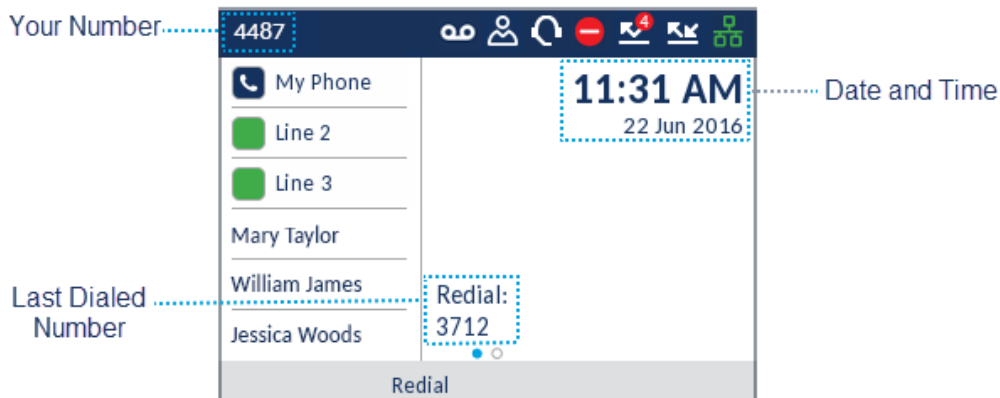 Your Number
4487
4
My Phone
11:31 AM
Date and Time
22 Jun 2016
Line 2
Line 3
Mary Taylor
William James
Last Dialed
Number
Redial:
3712
Jessica Woods
Redial